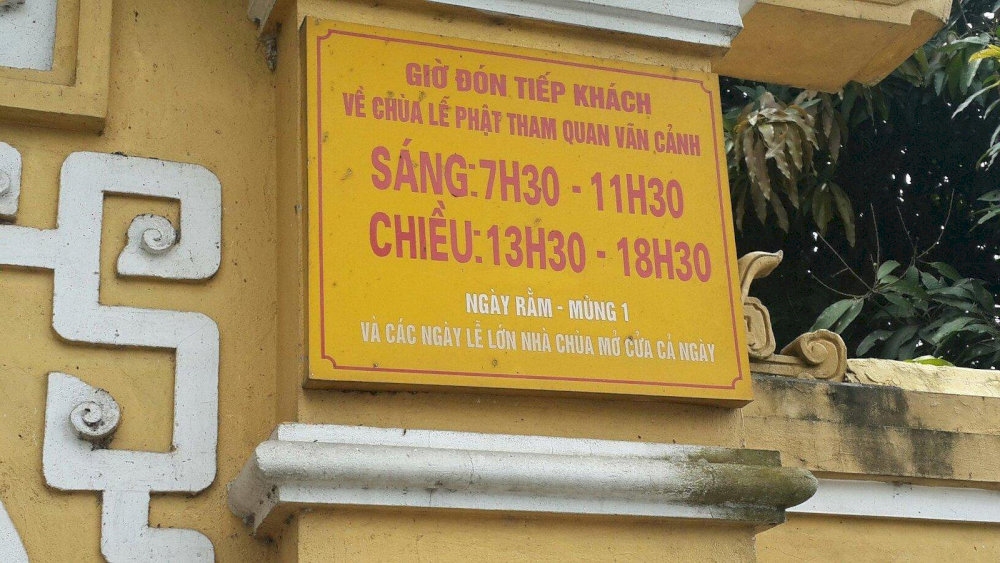 GIỜ ĐÓN TIẾP KHÁCH
VỀ CHÙA LỄ PHẬT THAM QUAN VÃN CẢNH
SÁNG: 7H30 - 11H30
CHIỀU: 13H30 - 18H30
NGÀY RẰM - MÙNG 1
VÀ CÁC NGÀY LỄ LỚN NHÀ CHÙA MỞ CỬA CẢ NGÀY